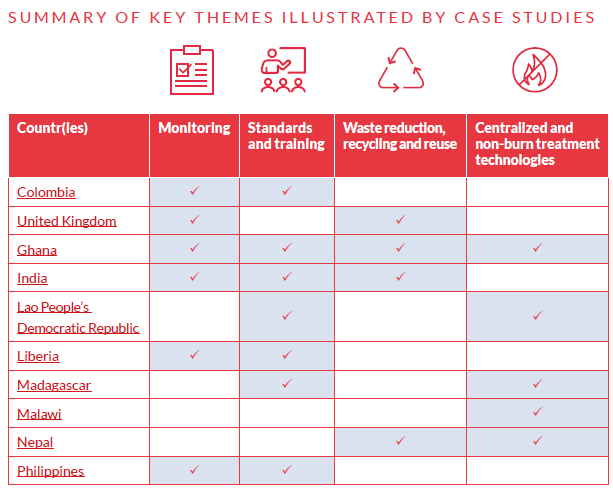 SUMMARY OF KEY THEMES ILLUSTRATED BY CASE STUDIES
Countr(ies) Monitoring Standards and training Waste reduction, recycling and reuse Centralized and non-burn treatment technologies
Colombia ✓ ✓
United Kingdom ✓ ✓
Ghana ✓ ✓ ✓ ✓
India ✓ ✓ ✓
Lao People's
Democratic Republic ✓ ✓
Liberia ✓ ✓
Madagascar ✓ ✓
Malawi ✓
Nepal ✓ ✓
Philippines ✓ ✓